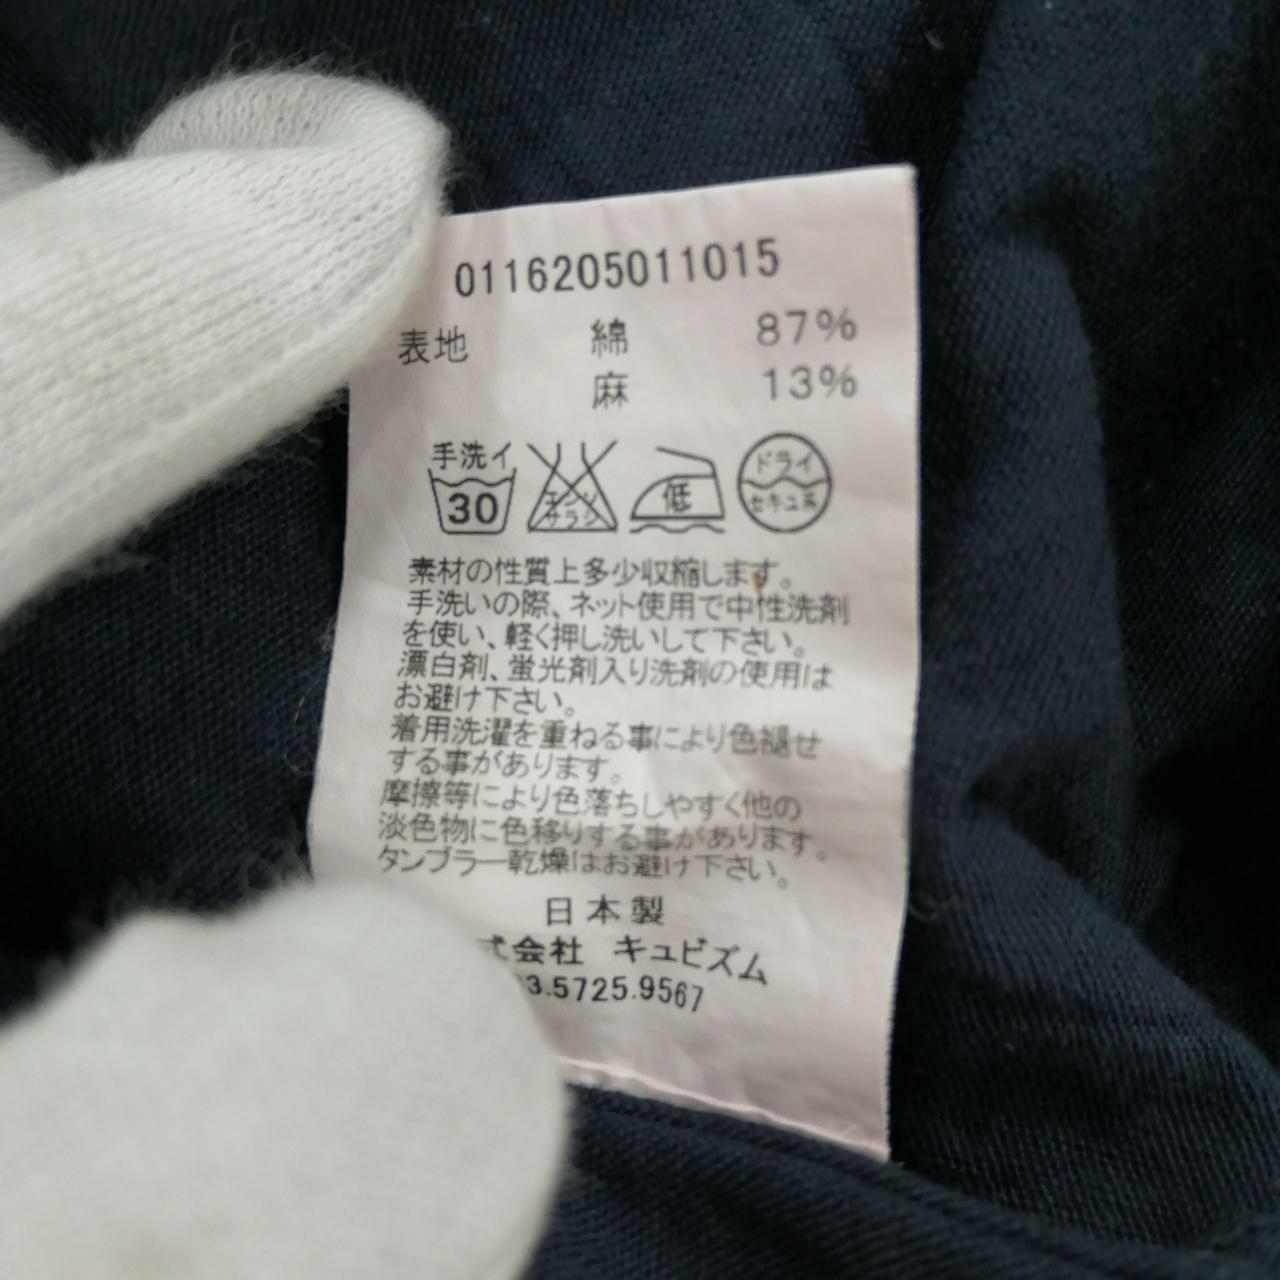 0116205011015
表地 綿 87%
麻 13%
手洗イ
30
エンソ
サラシ
低
ドライ
セキユ系
素材の性質上多少収縮します。
手洗いの際、ネット使用で中性洗剤
を使い、軽く押し洗いして下さい。
漂白剤、蛍光剤入り洗剤の使用は
お避け下さい。
着用洗濯を重ねる事により色褪せ
する事があります。
摩擦等により色落ちしやすく他の
淡色物に色移りする事があります。
タンブラー乾燥はお避け下さい。
日本製
式会社 キュビズム
3.5725.9567